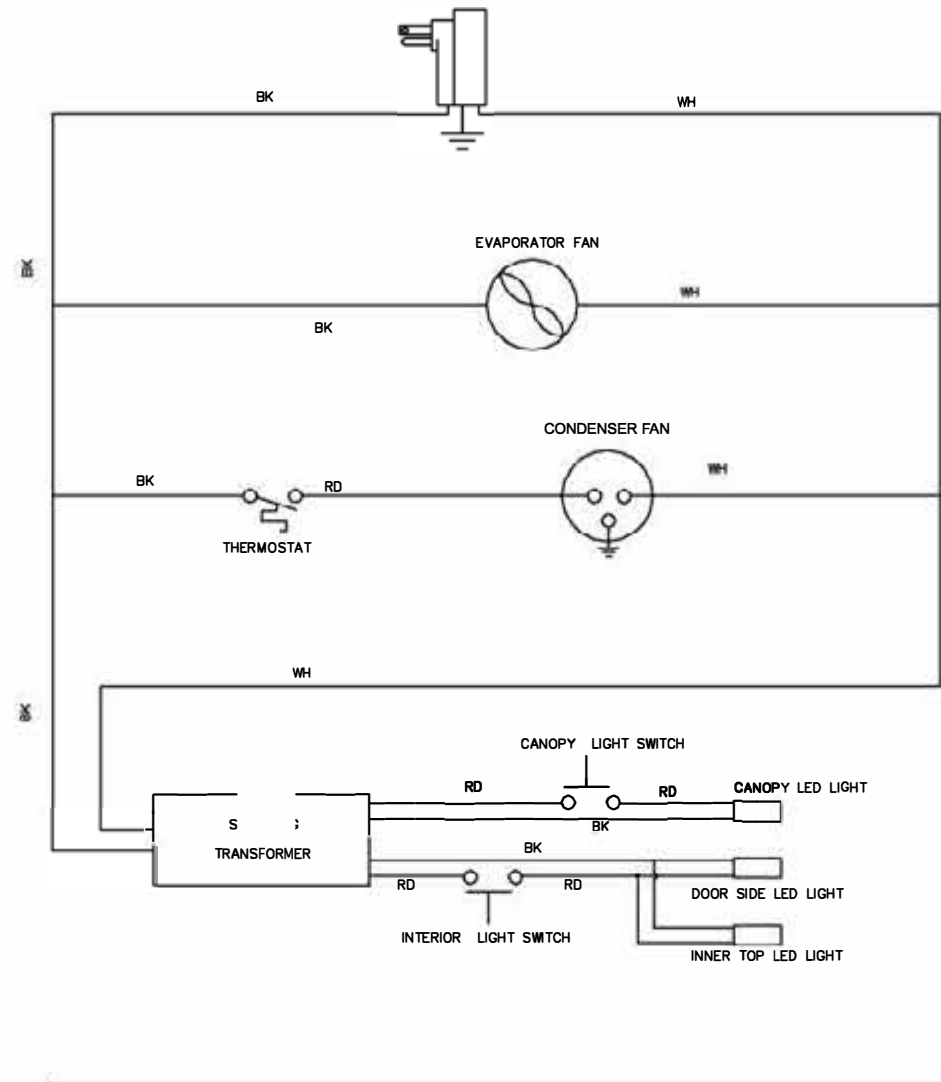 BK
WH
EVAPORATOR FAN
BK
WH
BK
CONDENSER FAN
BK
RD
WH
THERMOSTAT
WH
BK
CANOPY LIGHT SWITCH
RD
RD
CANOPY LED LIGHT
BK
TRANSFORMER
BK
RD
RD
DOOR SIDE LED LIGHT
INTERIOR LIGHT SWITCH
INNER TOP LED LIGHT